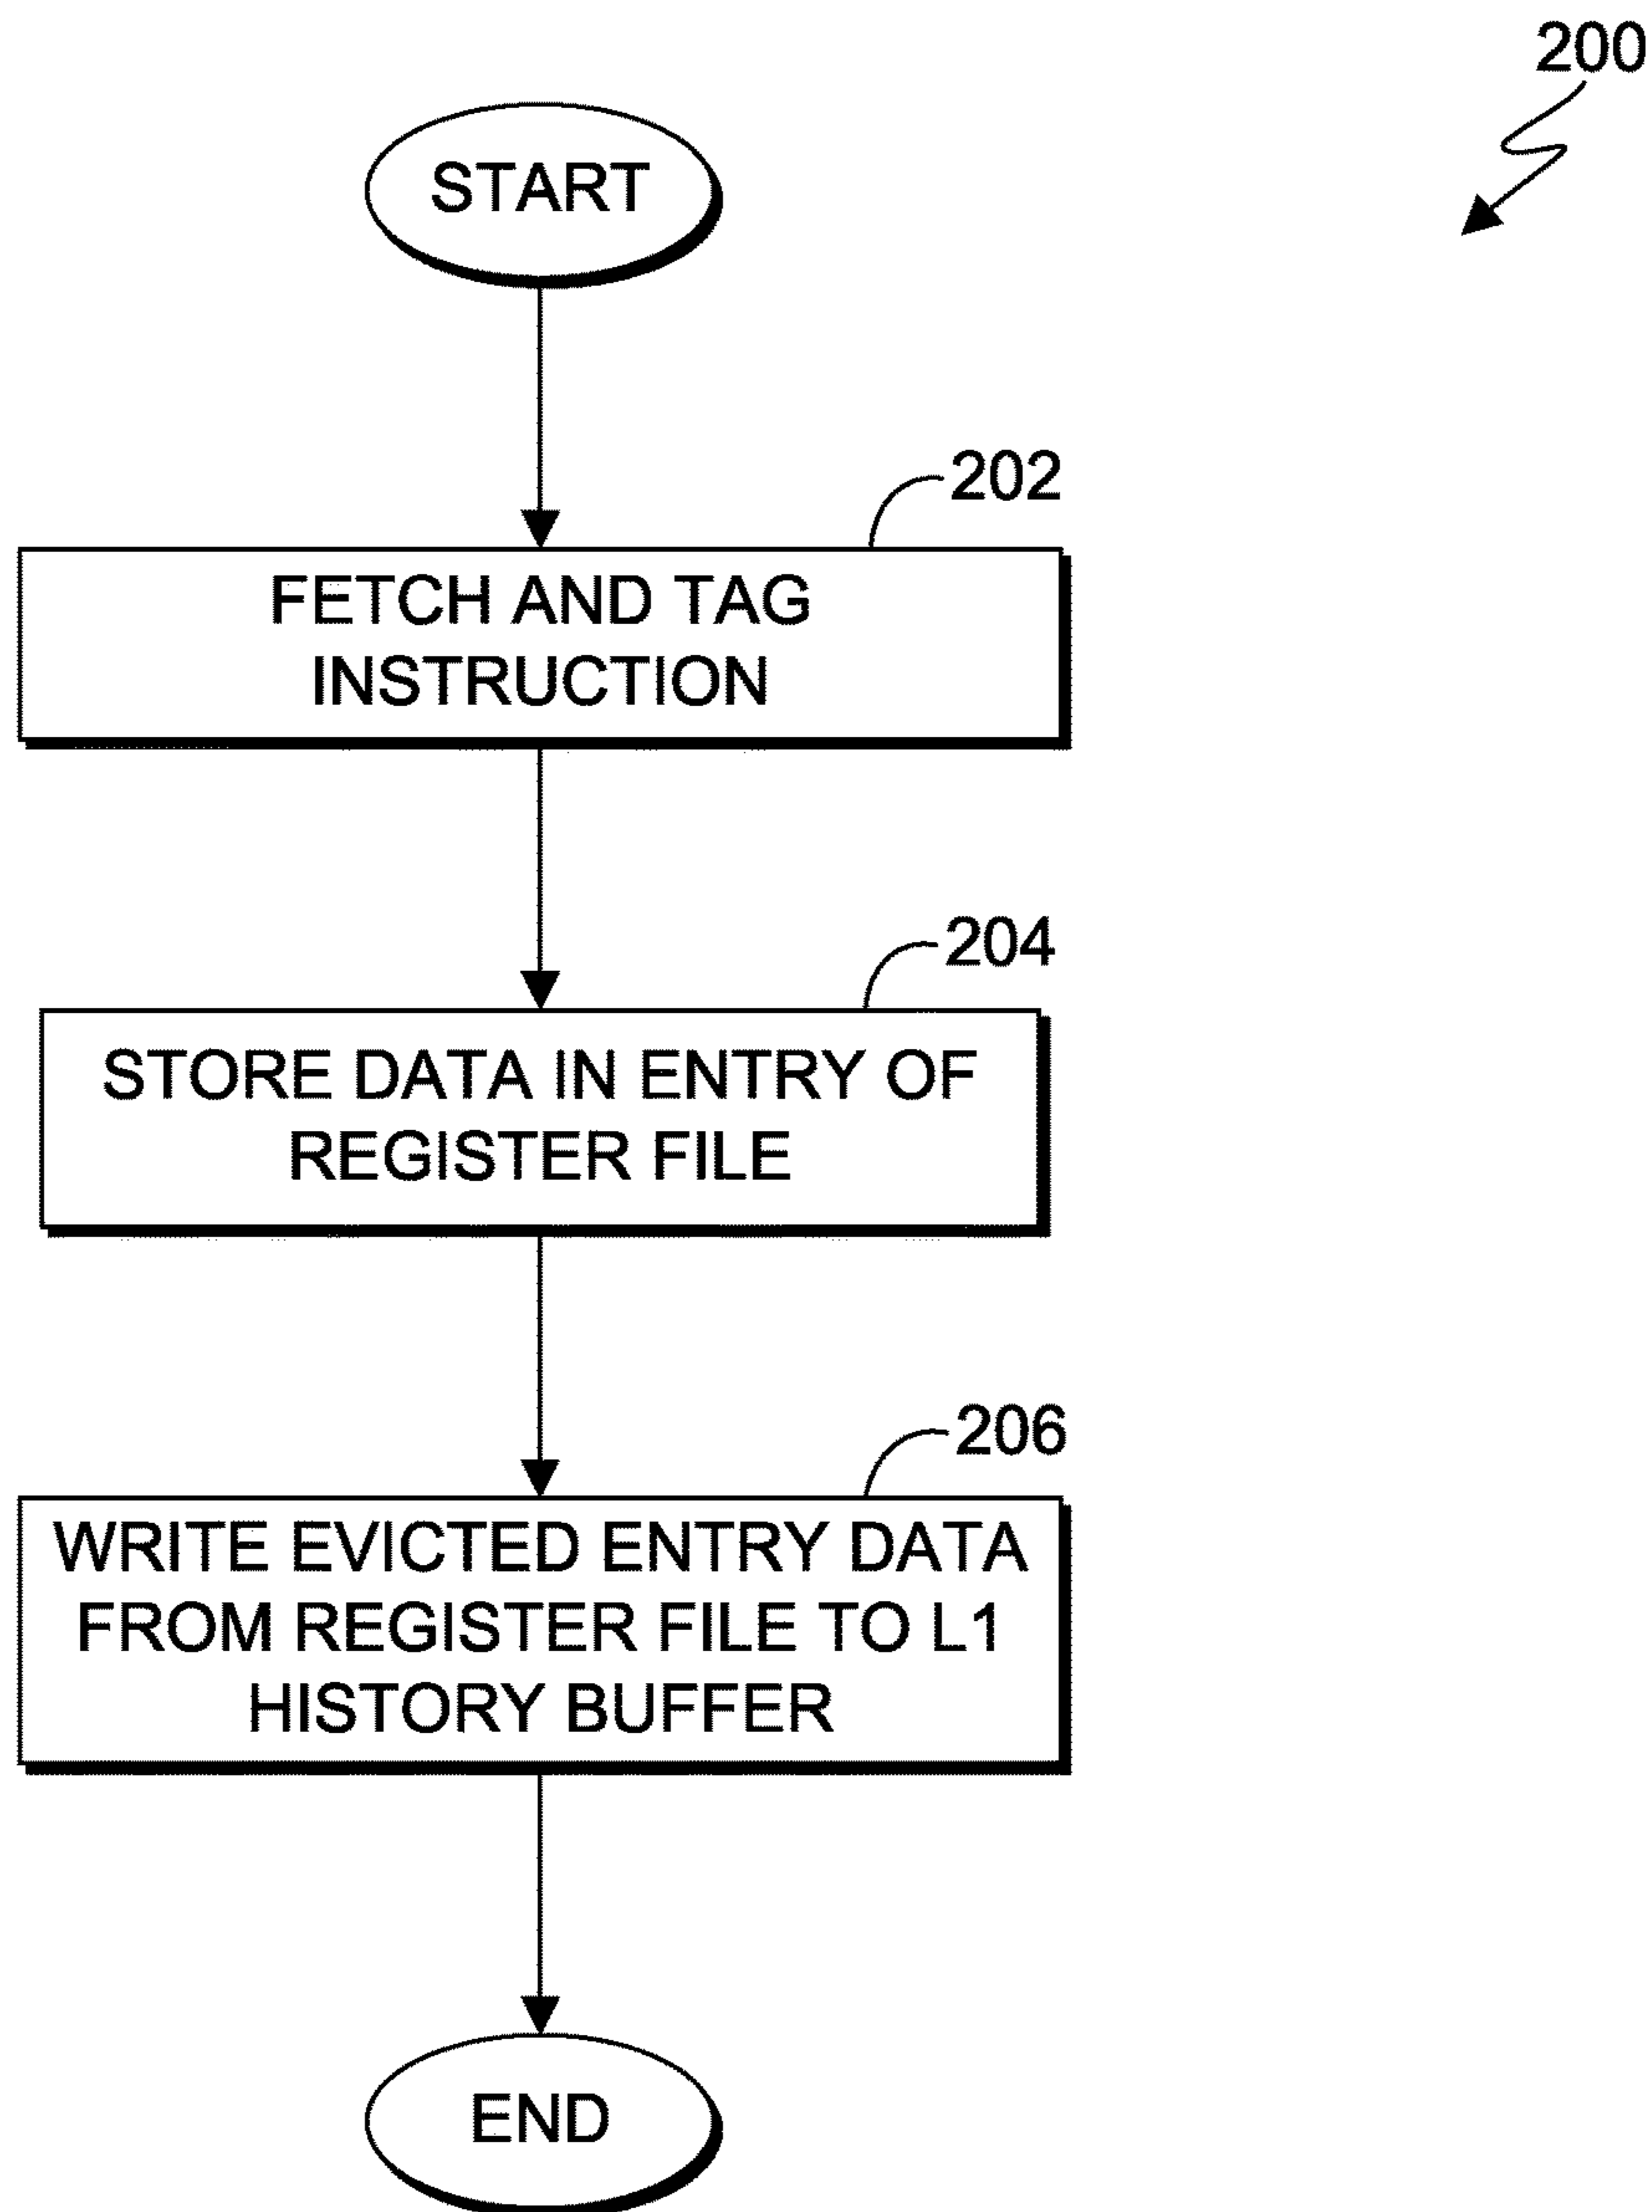 200
START
202
FETCH AND TAG
INSTRUCTION
204
STORE DATA IN ENTRY OF
REGISTER FILE
206
WRITE EVICTED ENTRY DATA
FROM REGISTER FILE TO L1
HISTORY BUFFER
END